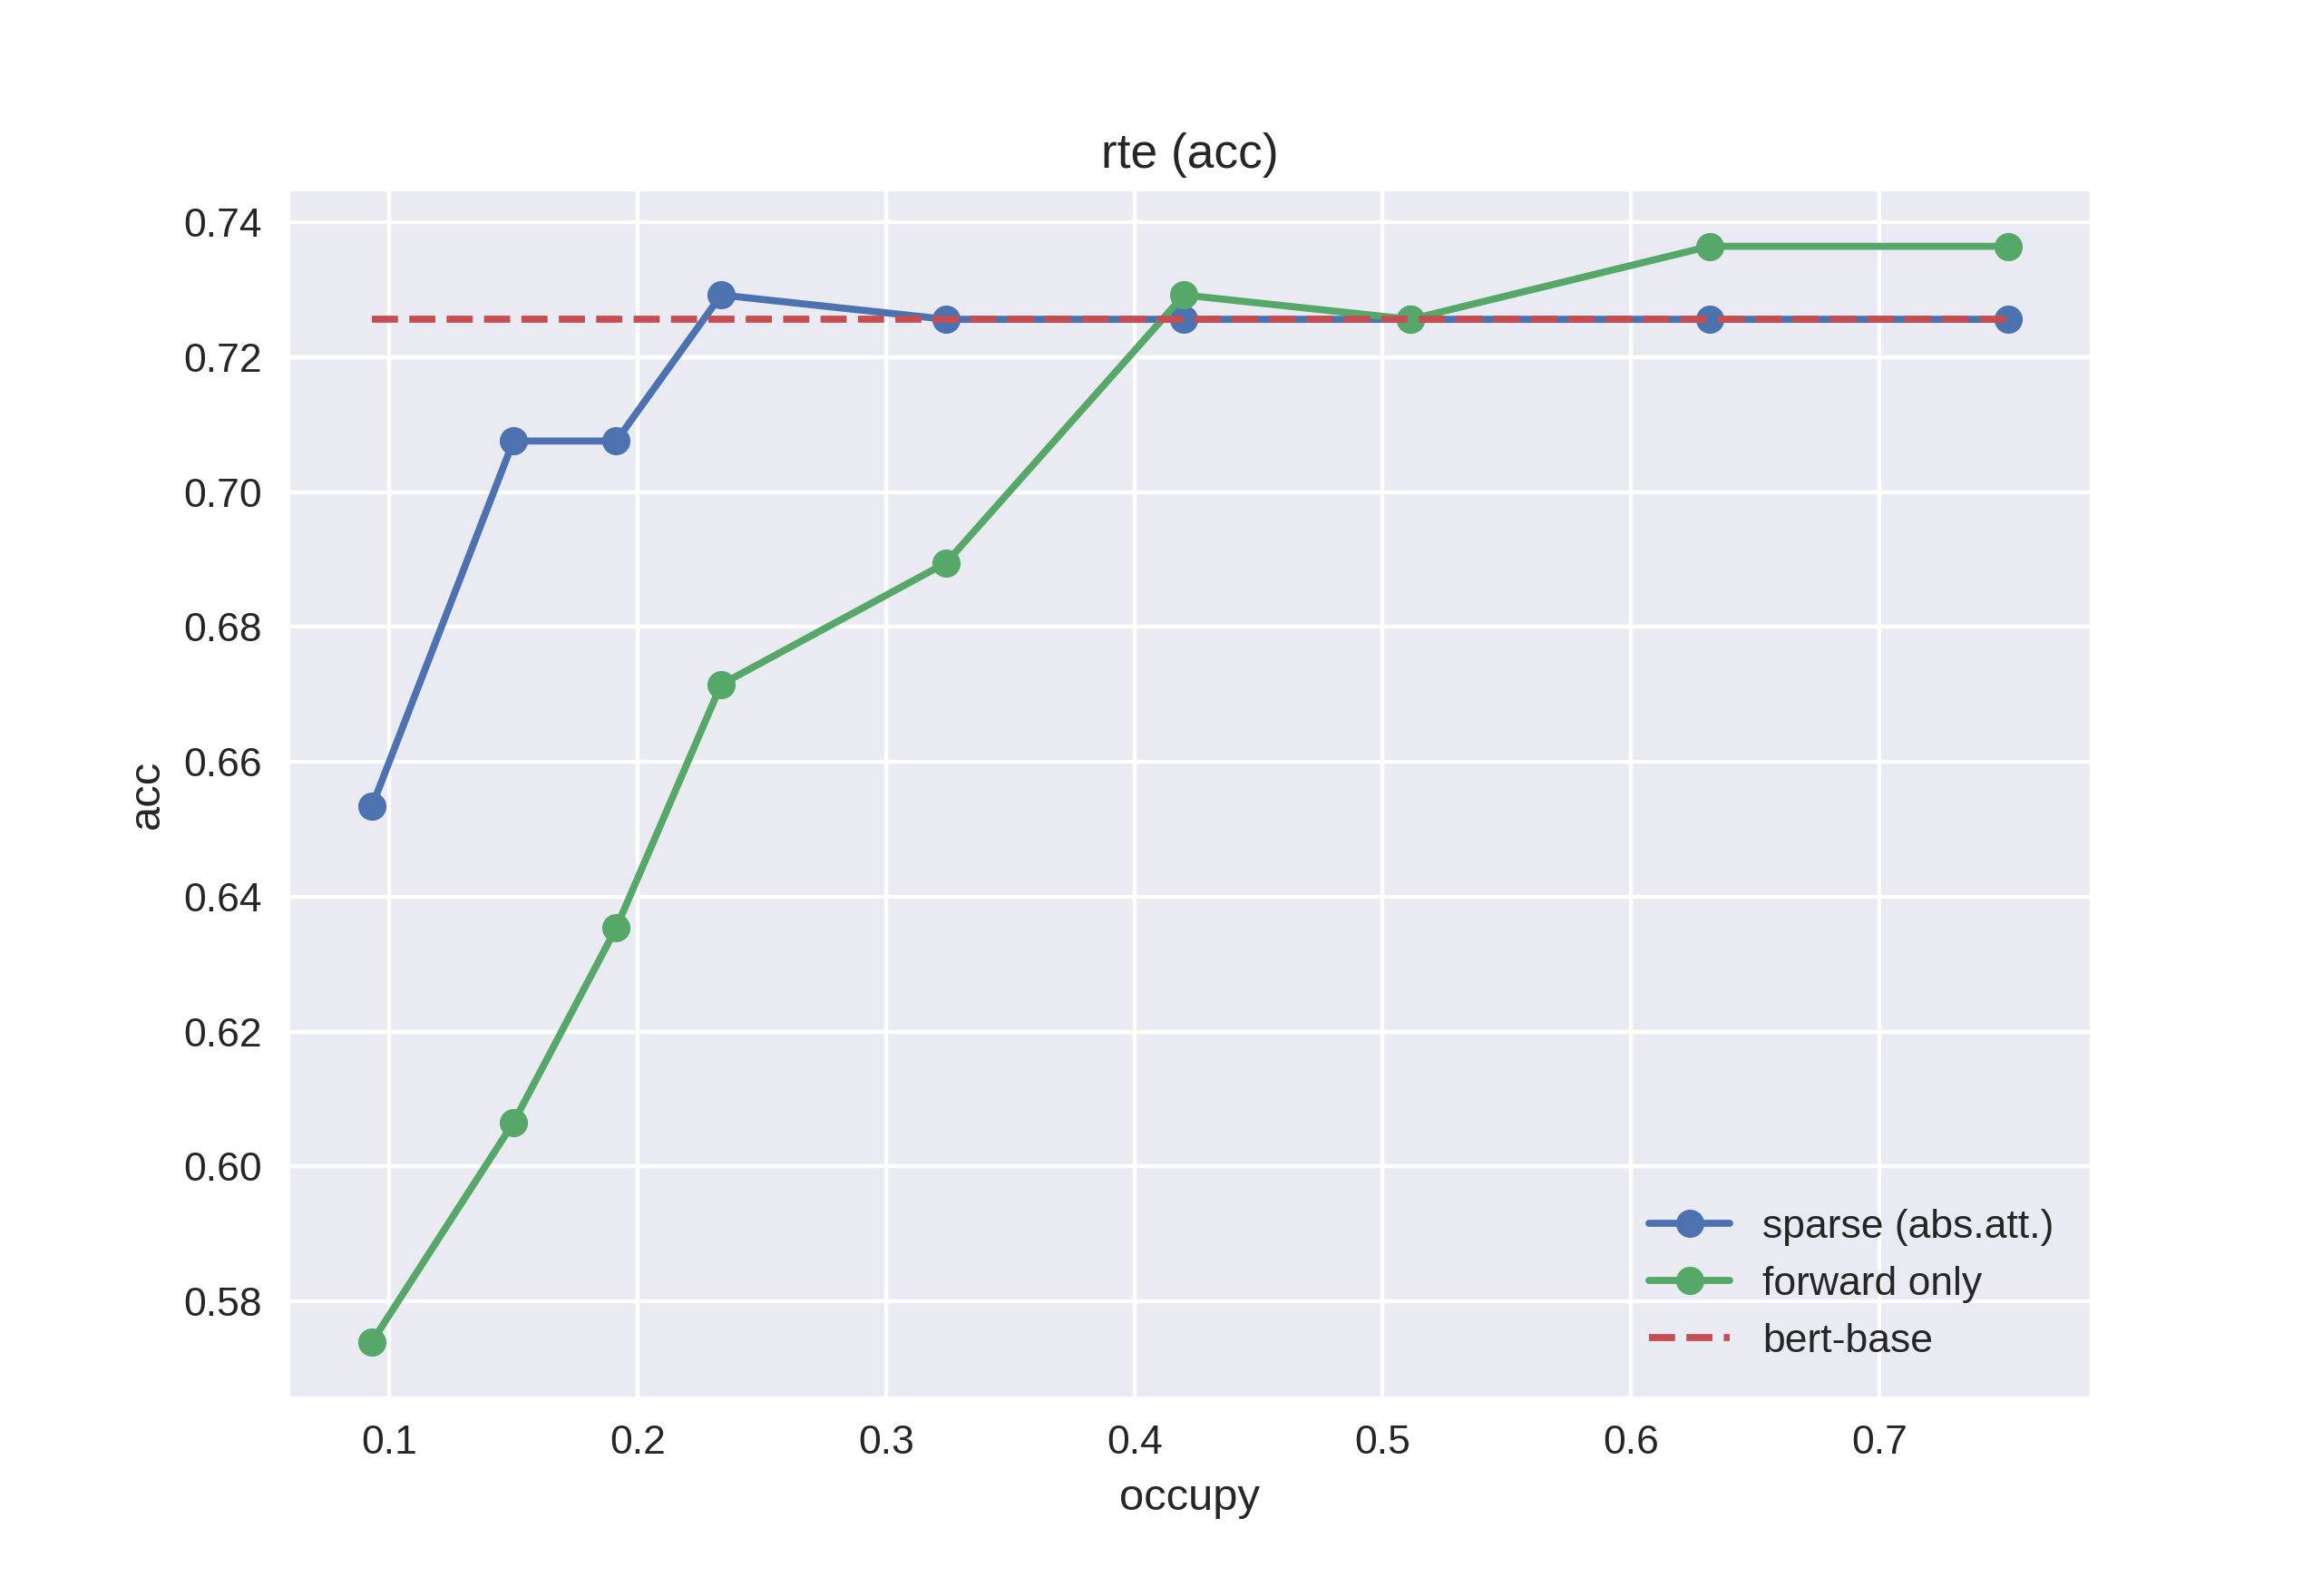 rte (acc)
0.74
0.72
0.70
0.68
0.66
0.64
0.62
0.60
0.58
acc
0.1 0.2 0.3 0.4 0.5 0.6 0.7
occupy
sparse (abs.att.)
forward only
bert-base